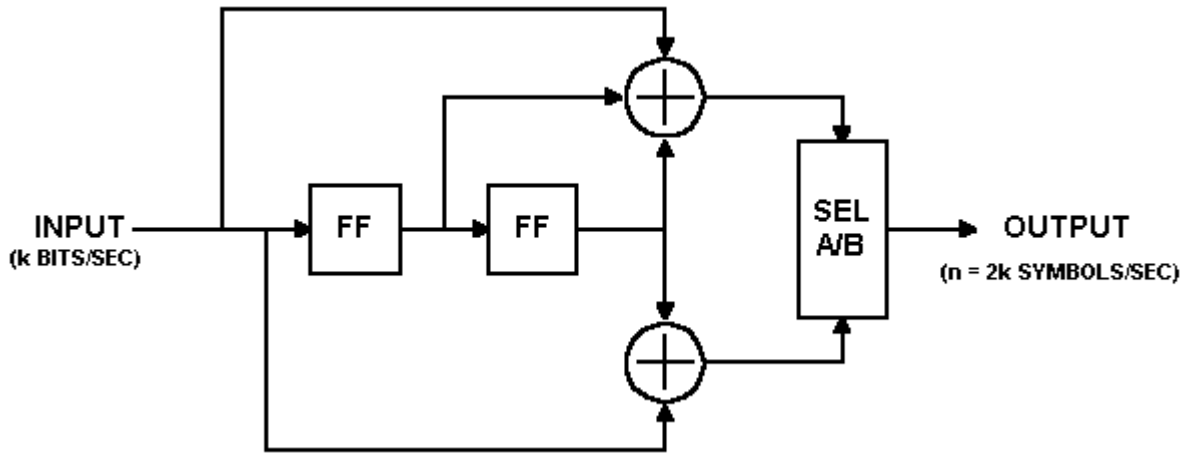 INPUT
(k BITS/SEC)
FF
FF
SEL
A/B
OUTPUT
(n = 2k SYMBOLS/SEC)